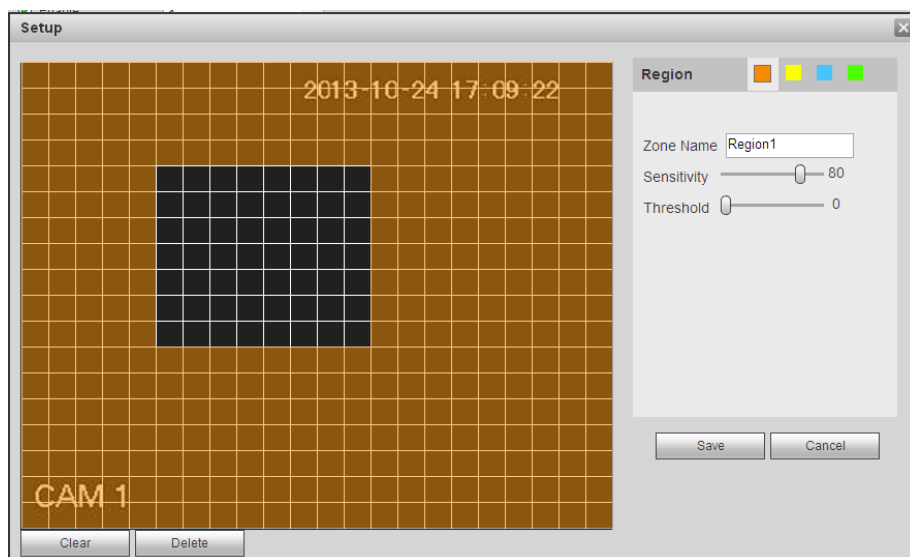 Setup
2013-10-24 17:09:22
Region
Zone Name Region1
Sensitivity 80
Threshold 0
Save Cancel
CAM 1
Clear Delete